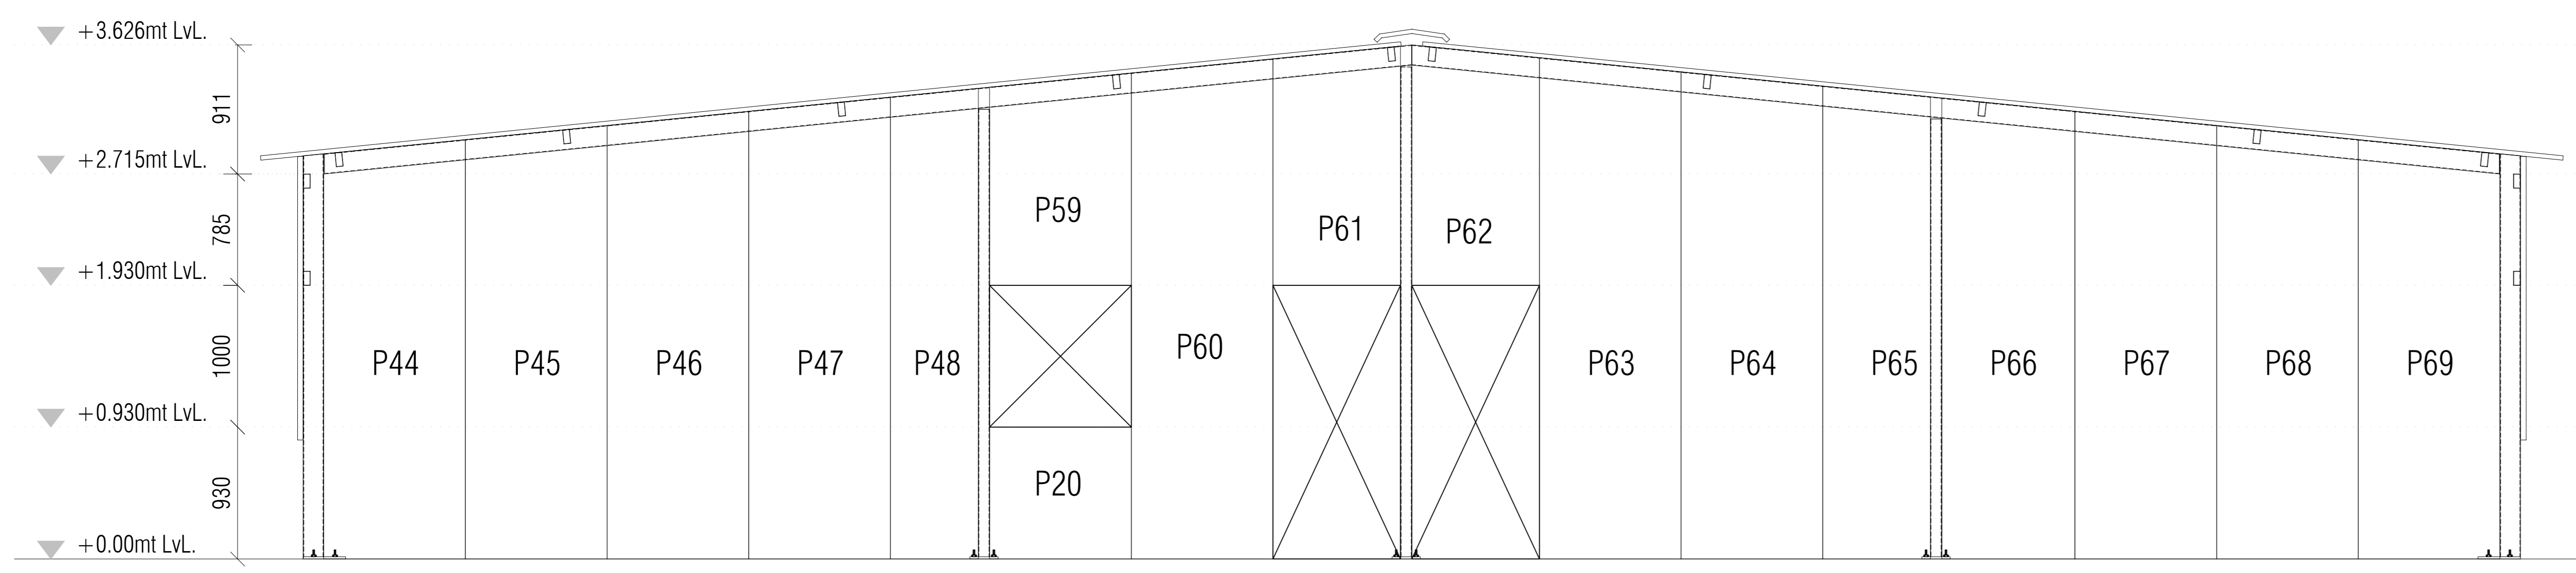 +3.626mt LvL.
911
+2.715mt LvL.
785
+1.930mt LvL.
1000
+0.930mt LvL.
930
+0.00mt LvL.
P59
P61
P62
P44
P45
P46
P47
P48
P60
P63
P64
P65
P66
P67
P68
P69
P20